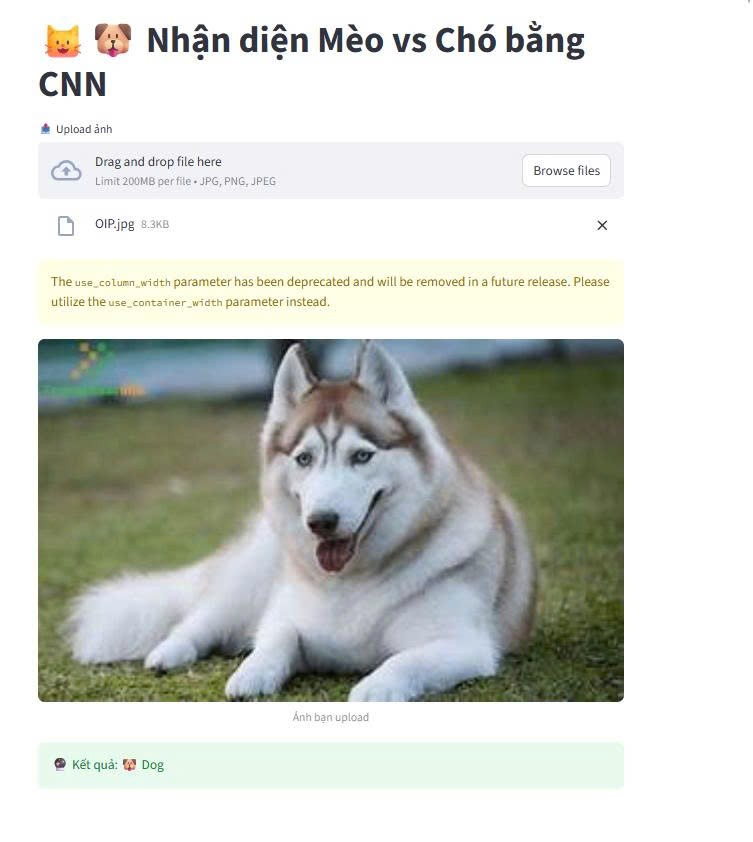 🐱 🐶 Nhận diện Mèo vs Chó bằng
CNN
📤 Upload ảnh
Drag and drop file here
Limit 200MB per file • JPG, PNG, JPEG
Browse files
OIP.jpg 8.3KB
The use_column_width parameter has been deprecated and will be removed in a future release. Please
utilize the use_container_width parameter instead.
Ảnh bạn upload
🔮 Kết quả: 🐶 Dog